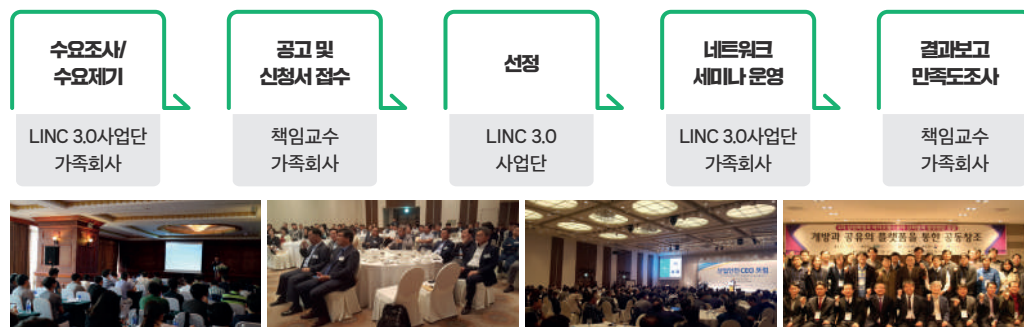 수요조사/
수요제기
LINC 3.0사업단
가족회사
공고 및
신청서 접수
책임교수
가족회사
선정
LINC 3.0
사업단
네트워크
세미나 운영
LINC 3.0사업단
가족회사
결과보고
만족도조사
책임교수
가족회사
산업단지 CEO 포럼
개방과 공유의 플랫폼을 통한 공동창조